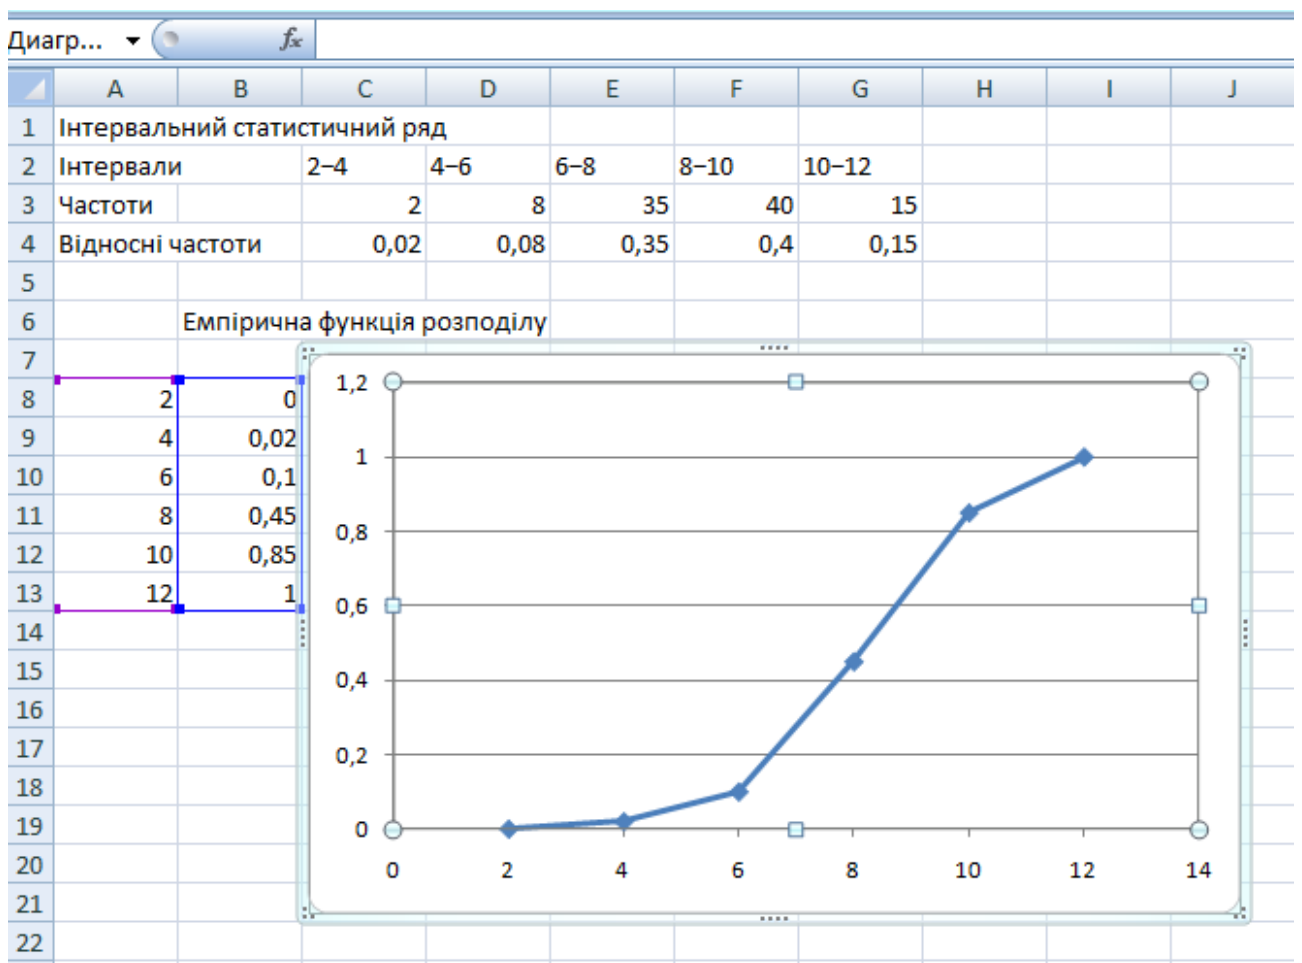 Диагр... fx
A B C D E F G H I J
1 Інтервальний статистичний ряд
2 Інтервали 2–4 4–6 6–8 8–10 10–12
3 Частоти 2 8 35 40 15
4 Відносні частоти 0,02 0,08 0,35 0,4 0,15
5
6 Емпірична функція розподілу
7
8 2 0
9 4 0,02
10 6 0,1
11 8 0,45
12 10 0,85
13 12 1
14
15
16
17
18
19
20
21
22
1,2
1
0,8
0,6
0,4
0,2
0
0 2 4 6 8 10 12 14